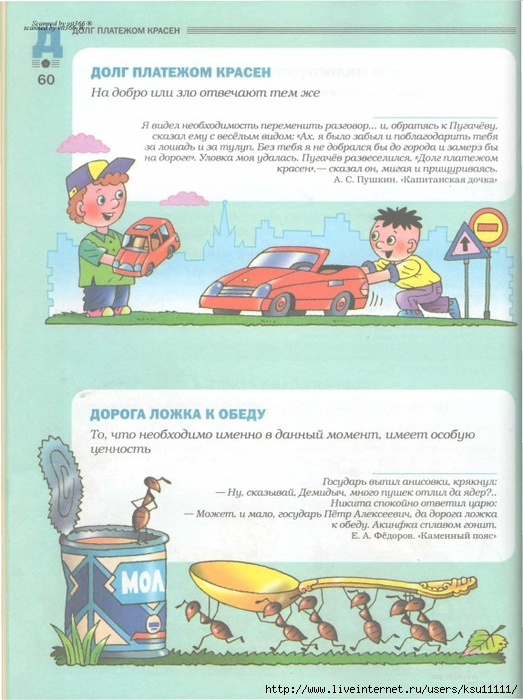 Scanned by vit366 ®
scanned by vit366 ®
ДОЛГ ПЛАТЕЖОМ КРАСЕН
Д
60
ДОЛГ ПЛАТЕЖОМ КРАСЕН
На добро или зло отвечают тем же
Я видел необходимость переменить разговор... и, обратясь к Пугачёву,
сказал ему с весёлым видом: «Ах, я было забыл и поблагодарить тебя
за лошадь и за тулуп. Без тебя я не добрался бы до города и замерз бы
на дороге». Уловка моя удалась. Пугачёв развеселился. «Долг платежом
красен»,— сказал он, мигая и прищуриваясь.
А. С. Пушкин. «Капитанская дочка»
ДОРОГА ЛОЖКА К ОБЕДУ
То, что необходимо именно в данный момент, имеет особую
ценность
Государь выпил анисовки, крякнул:
— Ну, сказывай, Демидыч, много пушек отлил да ядер?..
Никита спокойно ответил царю:
— Может, и мало, государь Пётр Алексеевич, да дорога ложка
к обеду. Акинфка сплавом гонит.
Е. А. Фёдоров. «Каменный пояс»
МОЛ
http://www.liveinternet.ru/users/ksu11111/